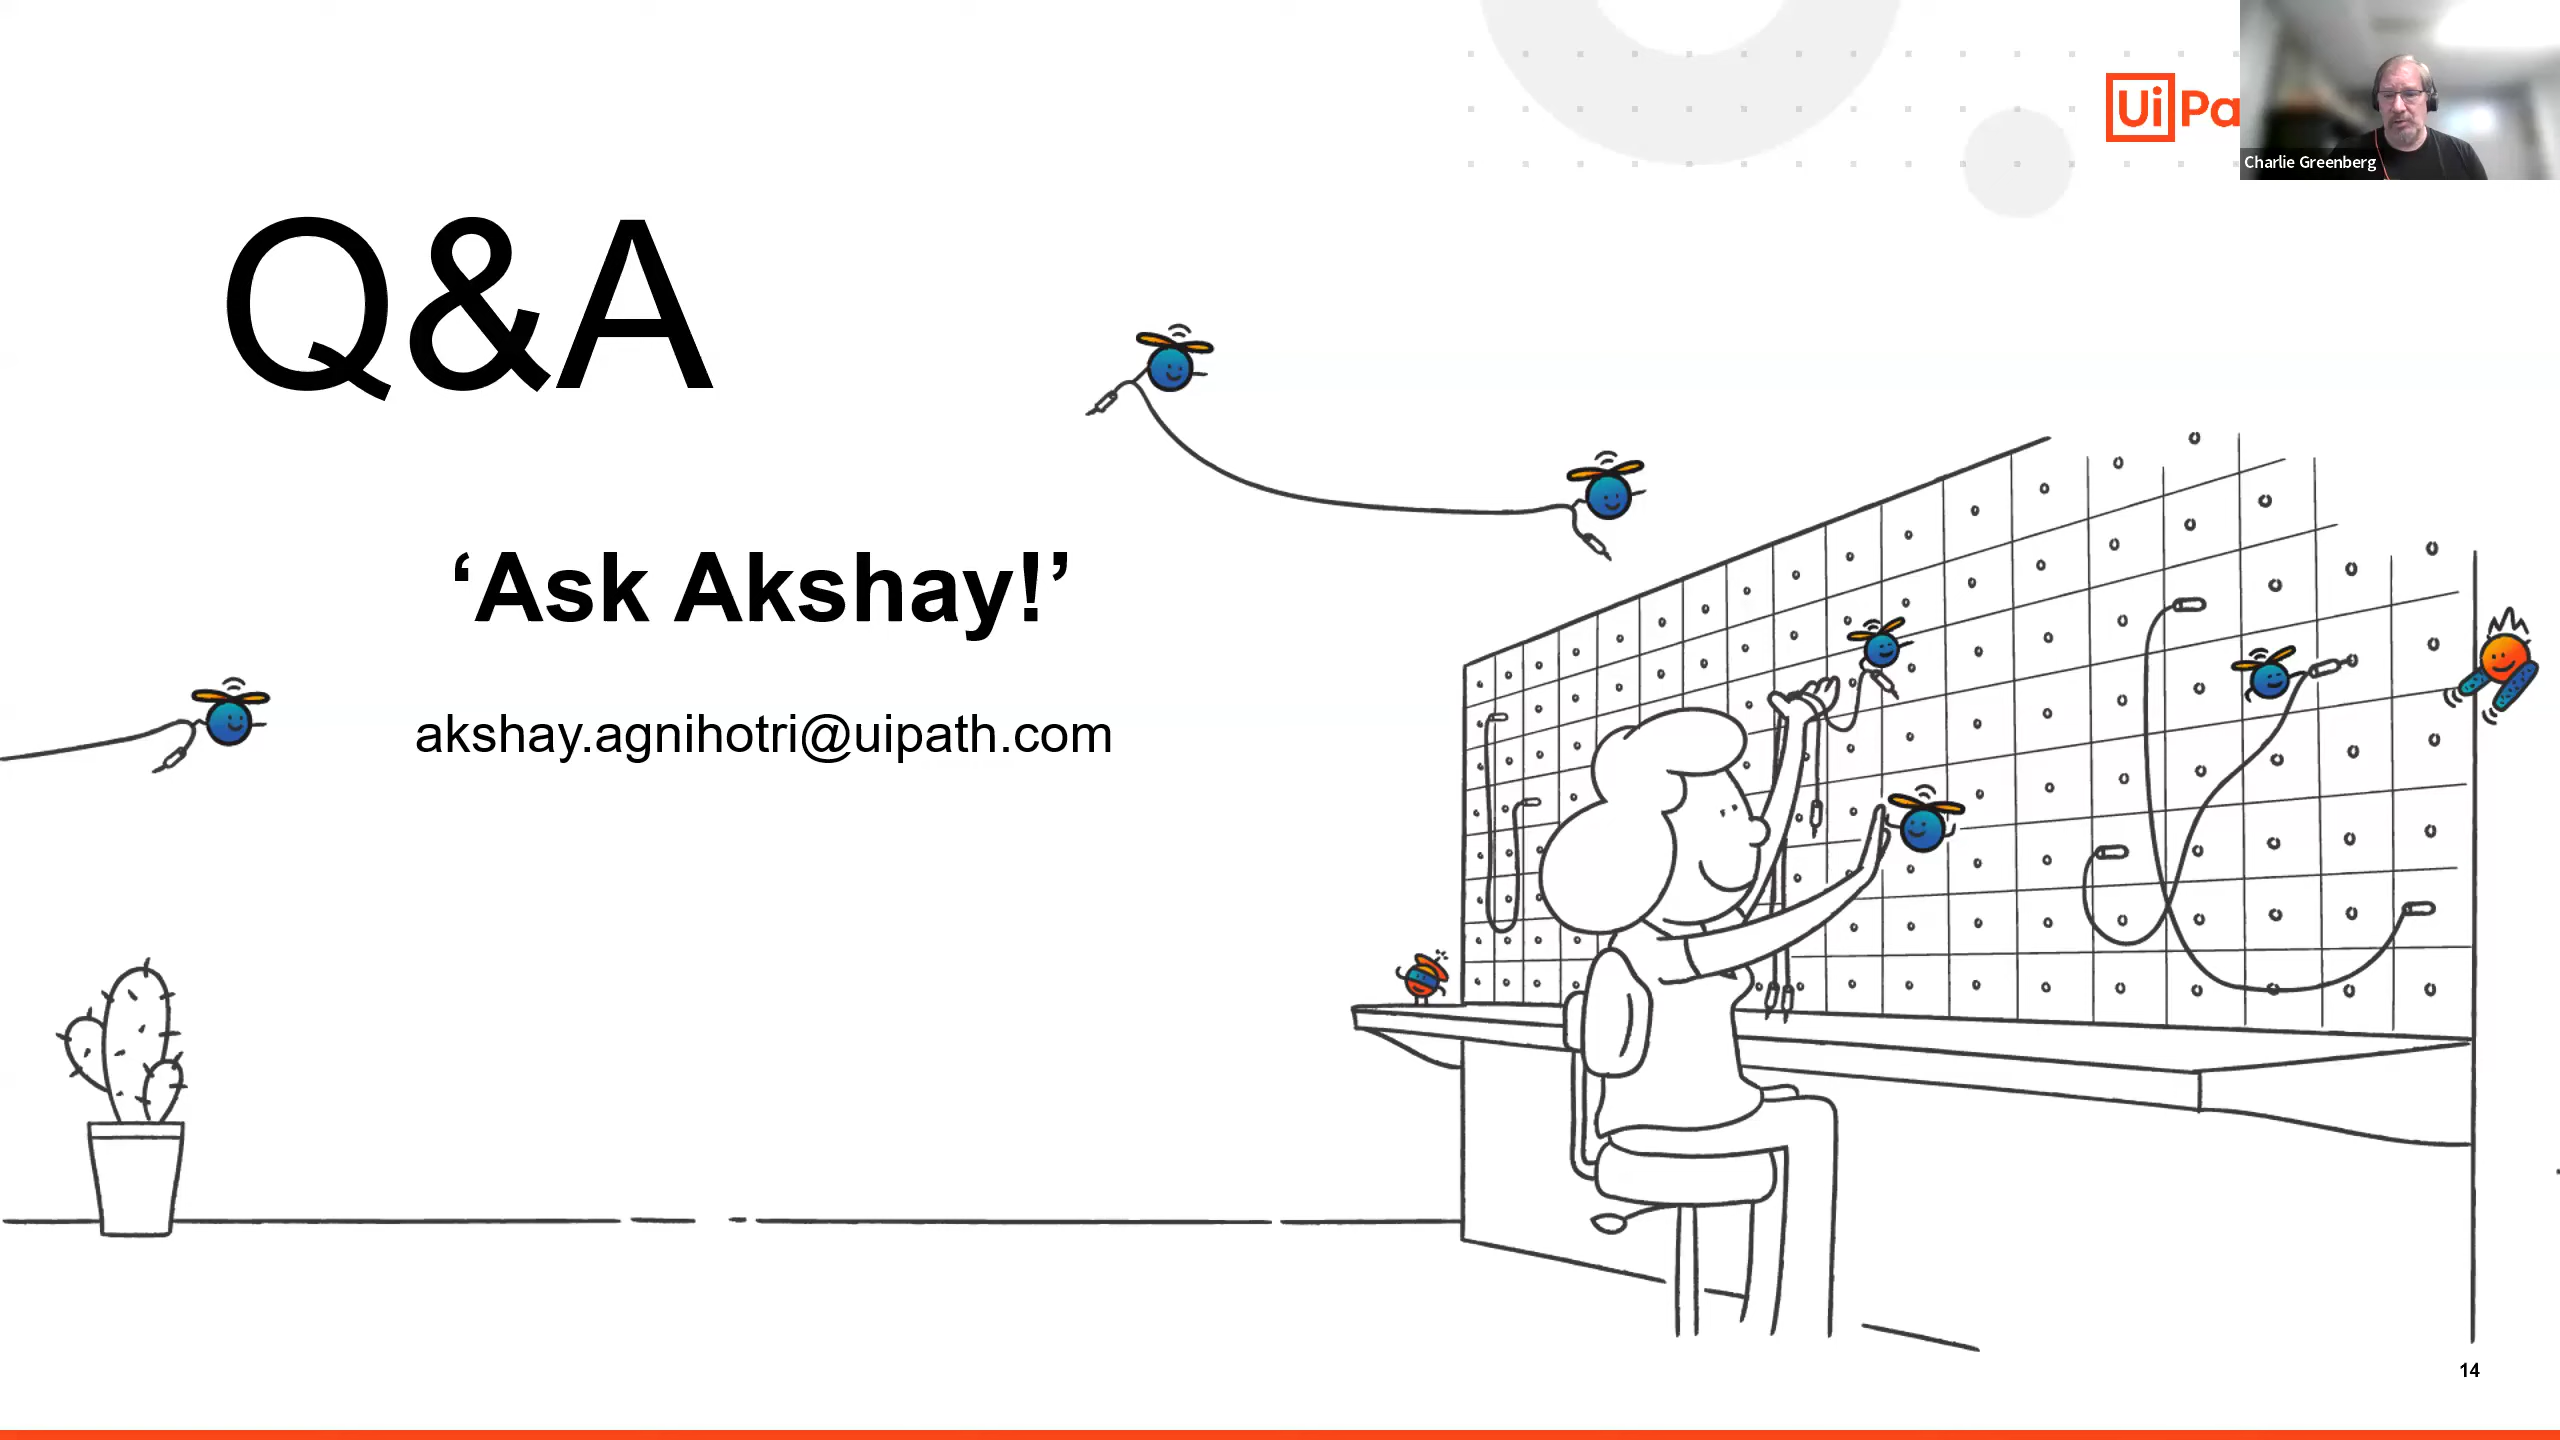 UiPa
Charlie Greenberg
Q&A
‘Ask Akshay!’
akshay.agnihotri@uipath.com
14